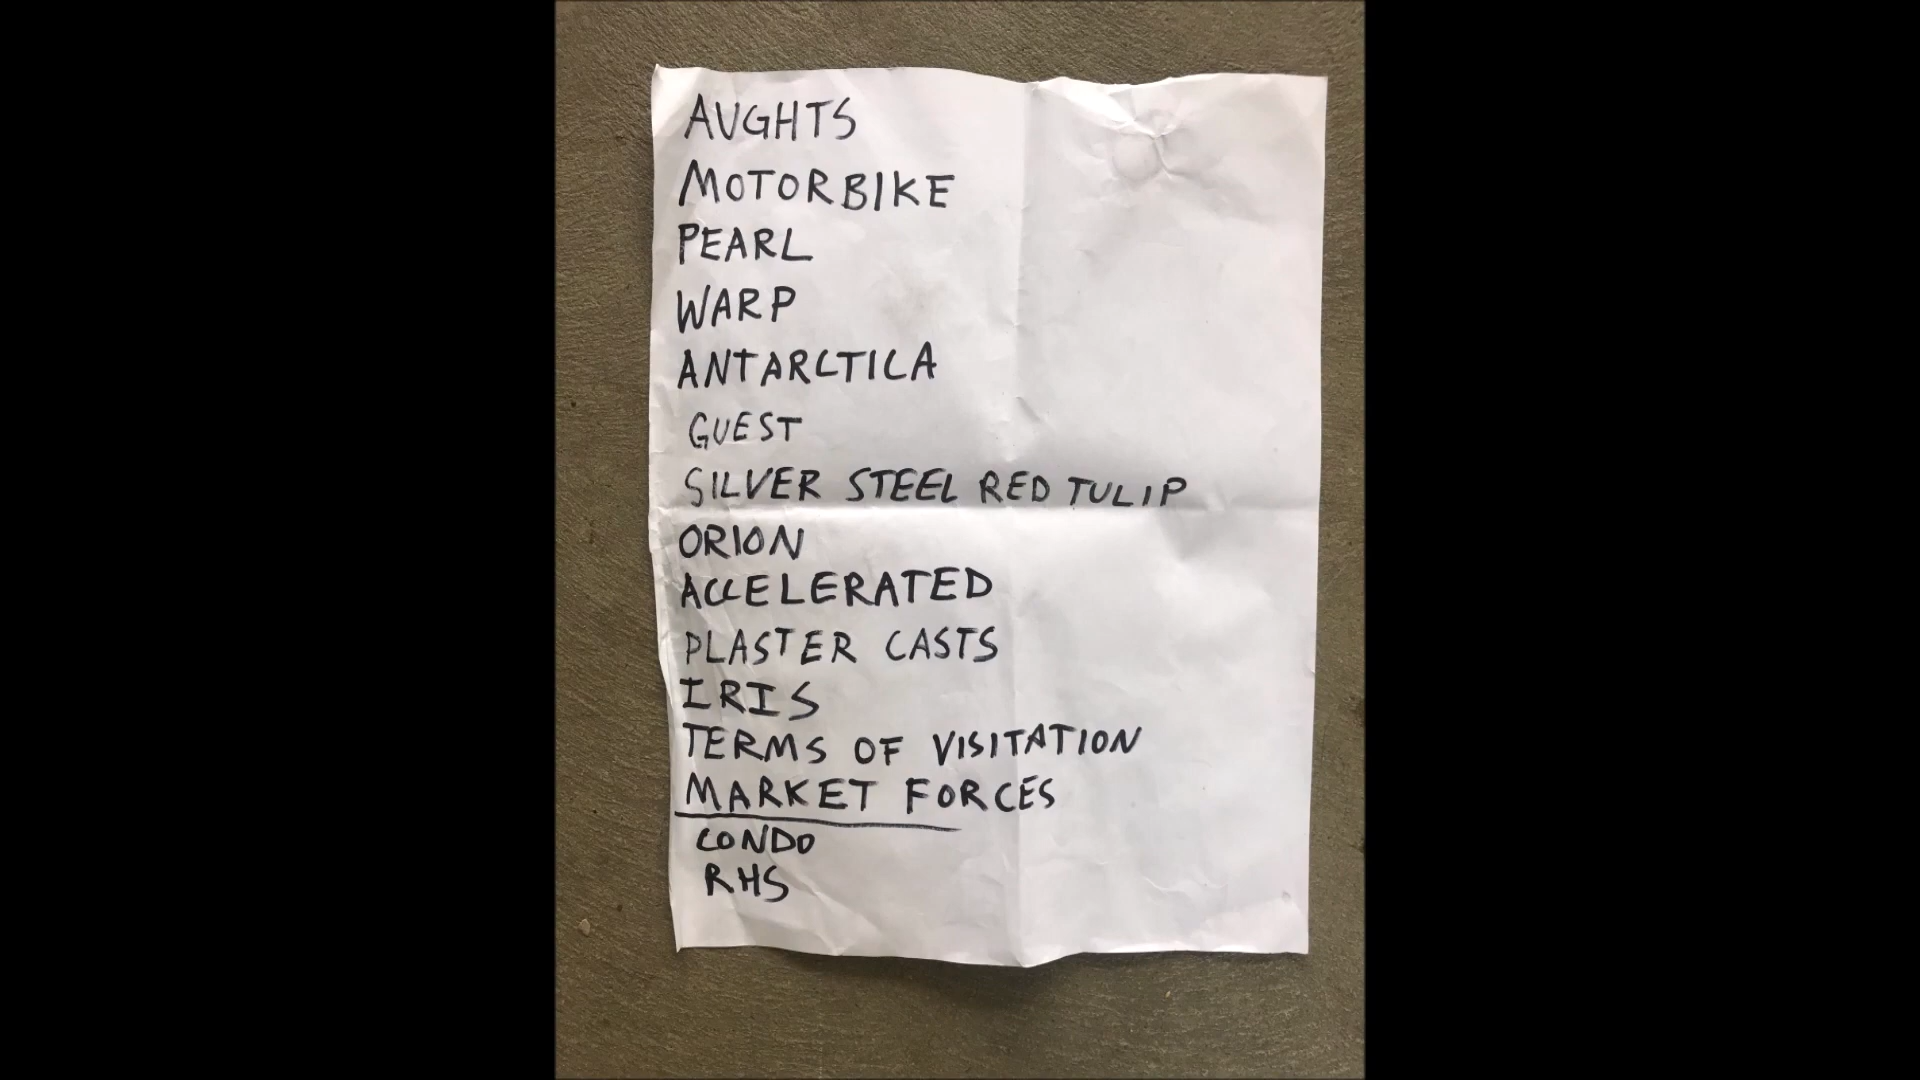 AUGHTS
MOTORBIKE
PEARL
WARP
ANTARCTICA
GUEST
SILVER STEEL RED TULIP
ORION
ACCELERATED
PLASTER CASTS
IRIS
TERMS OF VISITATION
MARKET FORCES
CONDO
RHS